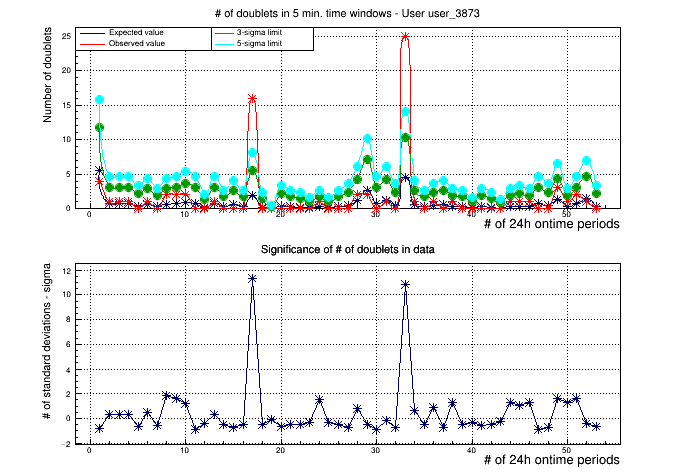 # of doublets in 5 min. time windows - User user_3873
Number of doublets
Expected value
Observed value
3-sigma limit
5-sigma limit
25
20
15
10
5
0
0 10 20 30 40 50
# of 24h ontime periods
Significance of # of doublets in data
# of standard deviations - sigma
12
10
8
6
4
2
0
−2
0 10 20 30 40 50
# of 24h ontime periods